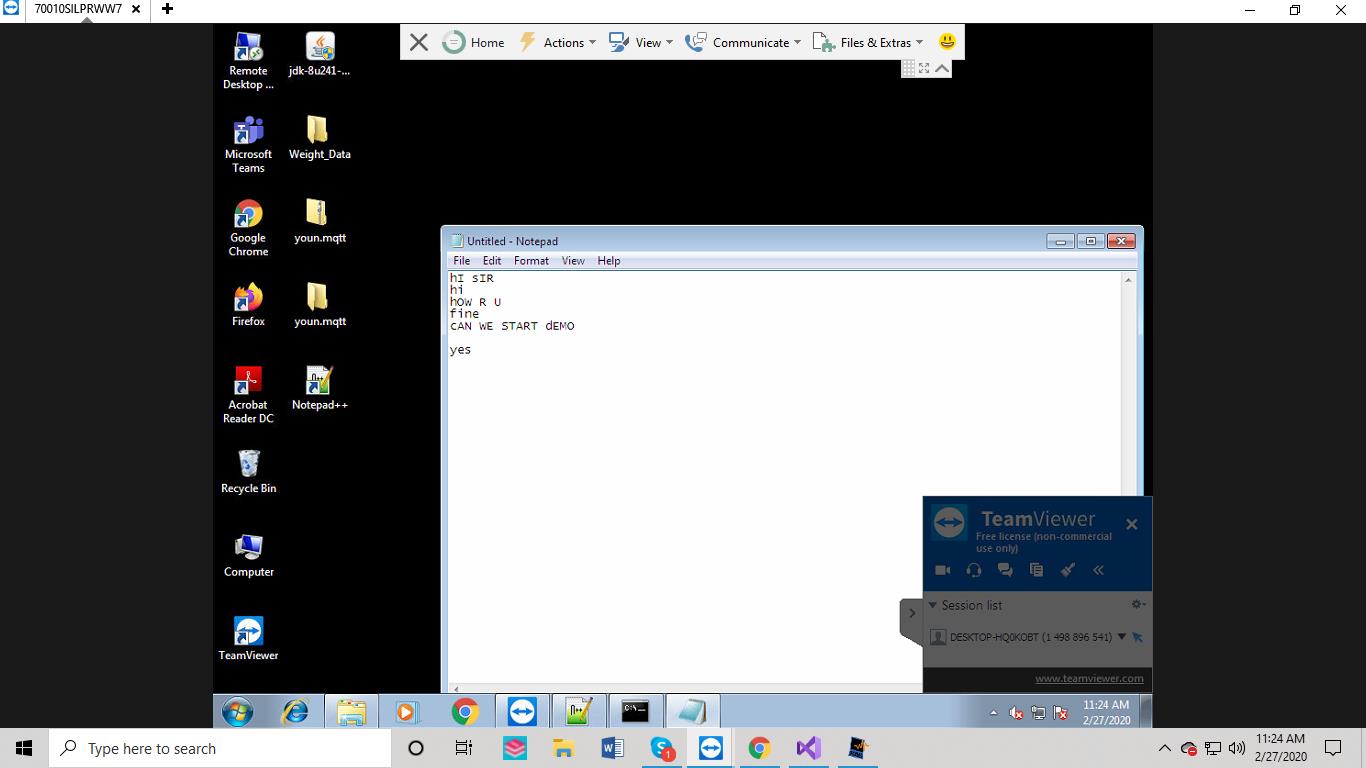 70010SILPRWW7
Home
Actions
View
Communicate
Files & Extras
Remote
Desktop ...
jdk-8u241-...
Microsoft
Teams
Weight_Data
Google
Chrome
youn.mqtt
Firefox
youn.mqtt
Acrobat
Reader DC
Notepad++
Recycle Bin
Computer
TeamViewer
Untitled - Notepad
File Edit Format View Help
hI sIR
hi
hOW R U
fine
cAN WE START dEMO
yes
TeamViewer
Free license (non-commercial
use only)
Session list
DESKTOP-HQ0KOBT (1 498 896 541)
www.teamviewer.com
C:\_
11:24 AM
2/27/2020
Type here to search
1
11:24 AM
2/27/2020